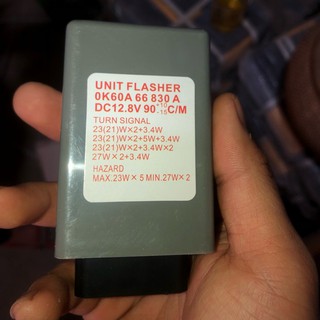 UNIT FLASHER
0K60A 66 830 A
DC12.8V 90+10-15C/M
TURN SIGNAL
23(21)W×2+3.4W
23(21)W×2+5W+3.4W
23(21)W×2+3.4W×2
27W×2+3.4W
HAZARD
MAX.23W × 5 MIN.27W × 2